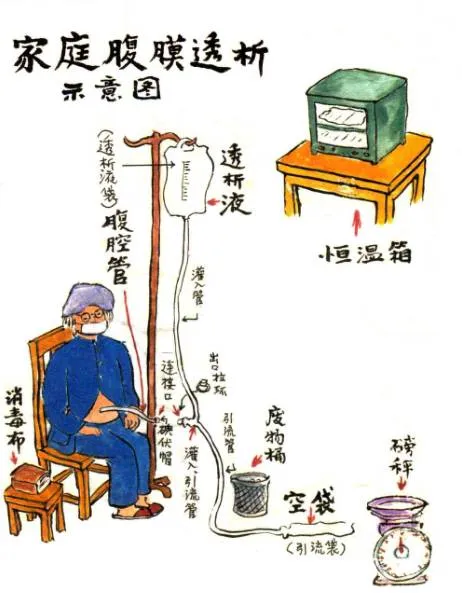 家庭腹膜透析
示意图
(透析液袋)
透析液
腹腔管
恒温箱
灌入管
消毒布
连接口
碘伏帽
出口拉环
灌入、引流管
引流管
废物桶
空袋
(引流袋)
磅秤